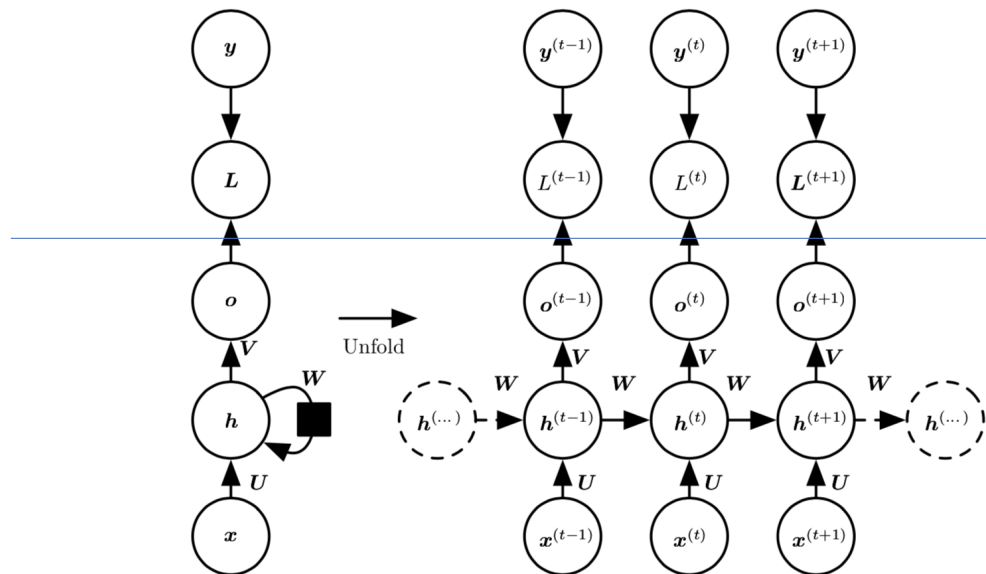 y y^(t−1) y^(t) y^(t+1)
L L^(t−1) L^(t) L^(t+1)
o o^(t−1) o^(t) o^(t+1)
Unfold
V V V V
W W W W W
h h^(...) h^(t−1) h^(t) h^(t+1) h^(...)
U U U U
x x^(t−1) x^(t) x^(t+1)